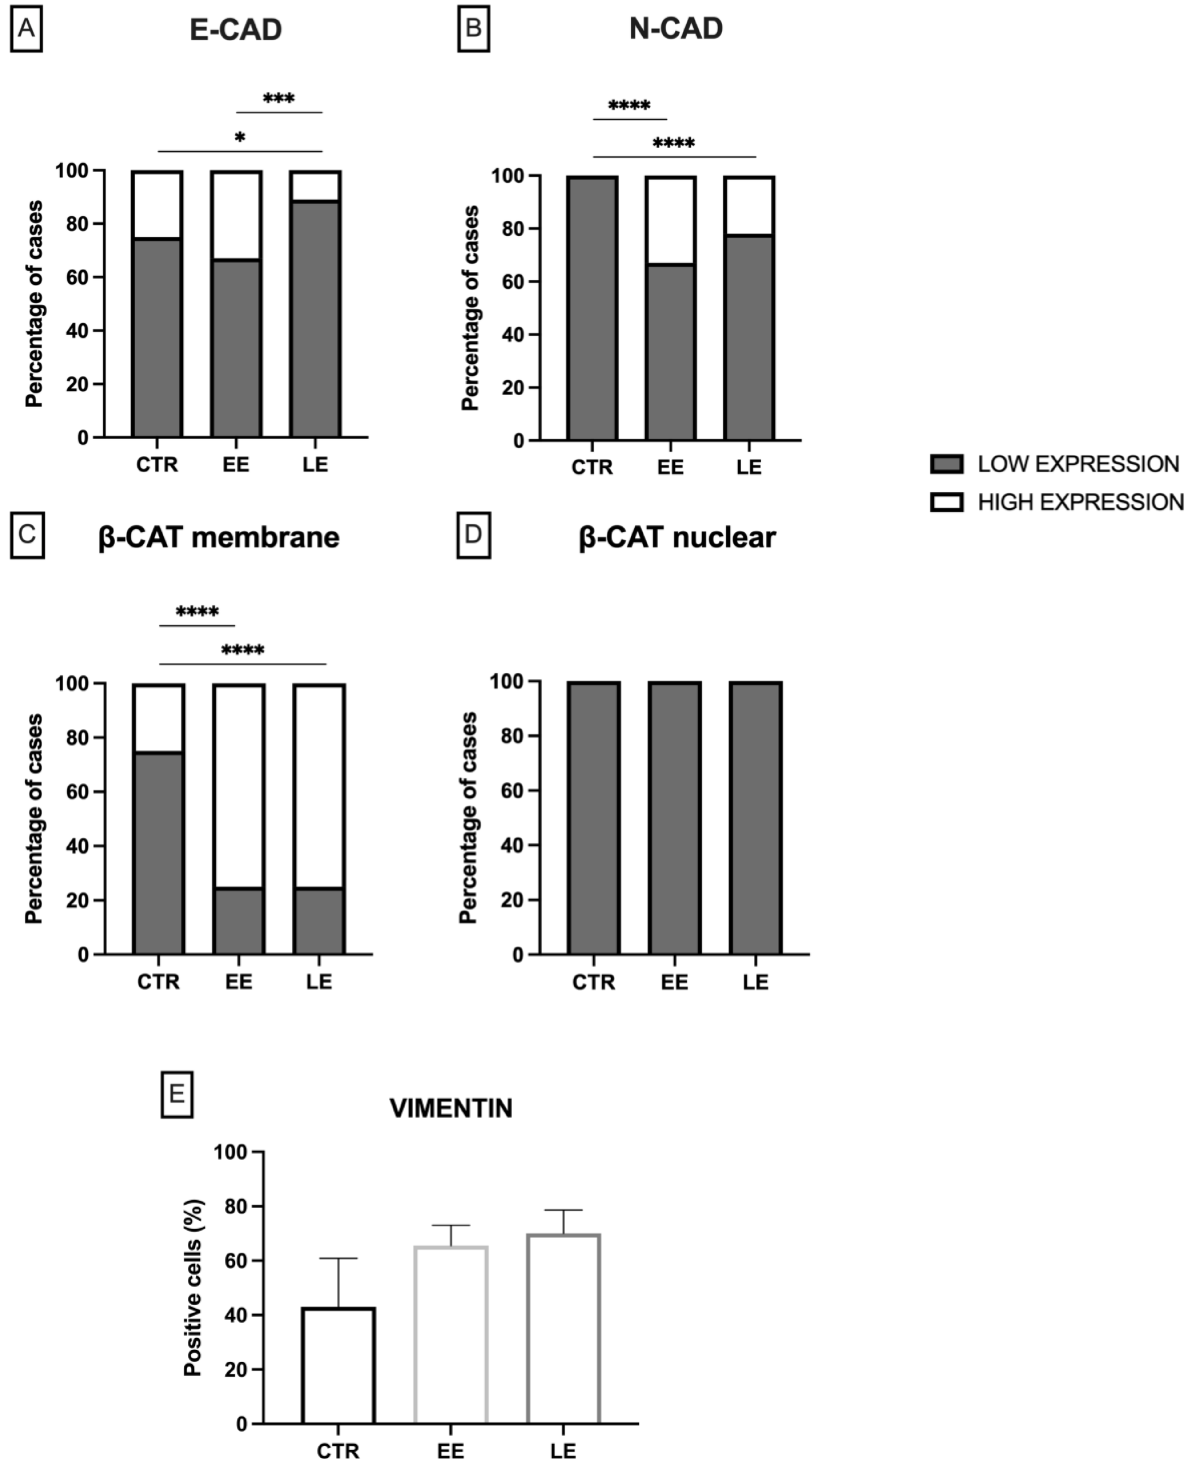 A
E-CAD
***
*
Percentage of cases
100
80
60
40
20
0
CTR EE LE
B
N-CAD
****
****
Percentage of cases
100
80
60
40
20
0
CTR EE LE
LOW EXPRESSION
HIGH EXPRESSION
C
β-CAT membrane
****
****
Percentage of cases
100
80
60
40
20
0
CTR EE LE
D
β-CAT nuclear
Percentage of cases
100
80
60
40
20
0
CTR EE LE
E
VIMENTIN
Positive cells (%)
100
80
60
40
20
0
CTR EE LE